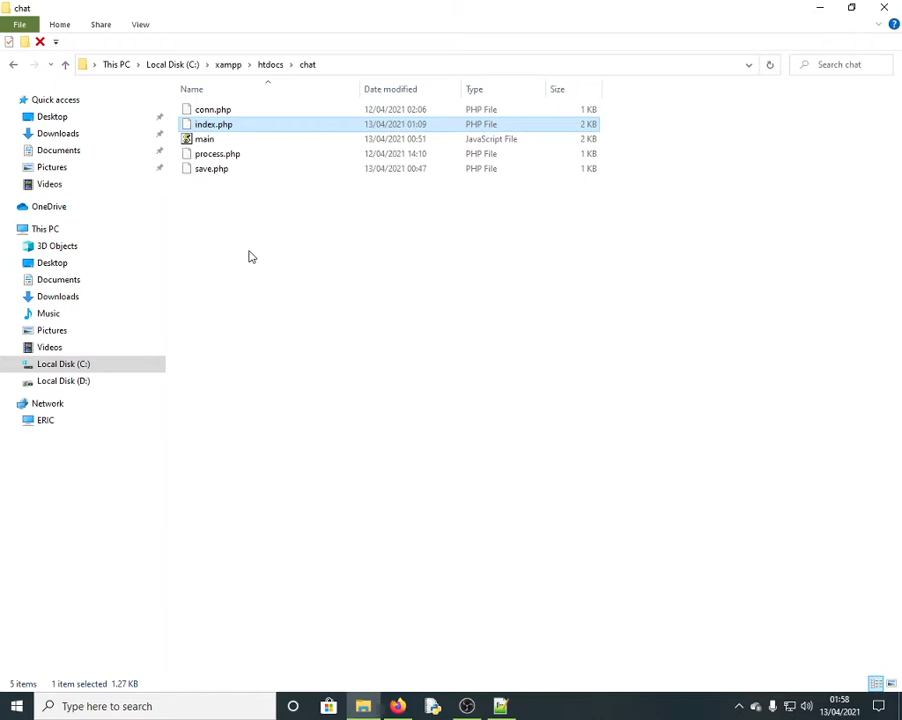 chat
File Home Share View
This PC Local Disk (C:) xampp htdocs chat Search chat
Name Date modified Type Size
Quick access
Desktop
Downloads
Documents
Pictures
Videos
OneDrive
This PC
3D Objects
Desktop
Documents
Downloads
Music
Pictures
Videos
Local Disk (C:)
Local Disk (D:)
Network
ERIC
conn.php 12/04/2021 02:06 PHP File 1 KB
index.php 13/04/2021 01:09 PHP File 2 KB
main 13/04/2021 00:51 JavaScript File 2 KB
process.php 12/04/2021 14:10 PHP File 1 KB
save.php 13/04/2021 00:47 PHP File 1 KB
5 items 1 item selected 1.27 KB
Type here to search
01:58
13/04/2021